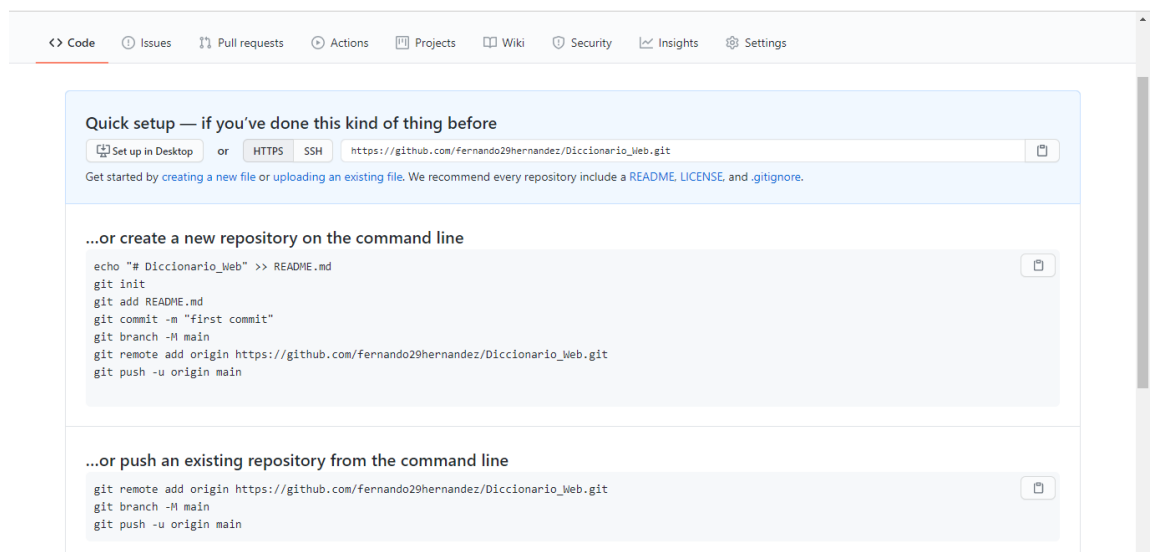 <> Code Issues Pull requests Actions Projects Wiki Security Insights Settings
Quick setup — if you've done this kind of thing before
Set up in Desktop or HTTPS SSH https://github.com/fernando29hernandez/Diccionario_Web.git
Get started by creating a new file or uploading an existing file. We recommend every repository include a README, LICENSE, and .gitignore.
…or create a new repository on the command line
echo "# Diccionario_Web" >> README.md
git init
git add README.md
git commit -m "first commit"
git branch -M main
git remote add origin https://github.com/fernando29hernandez/Diccionario_Web.git
git push -u origin main
…or push an existing repository from the command line
git remote add origin https://github.com/fernando29hernandez/Diccionario_Web.git
git branch -M main
git push -u origin main